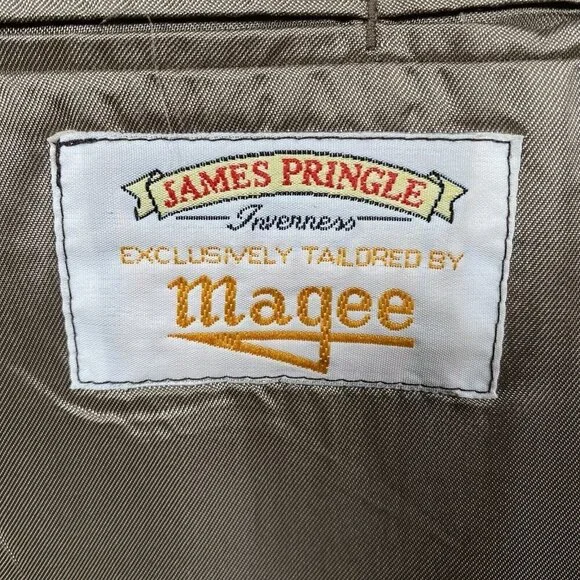 JAMES PRINGLE
Inverness
EXCLUSIVELY TAILORED BY
magee